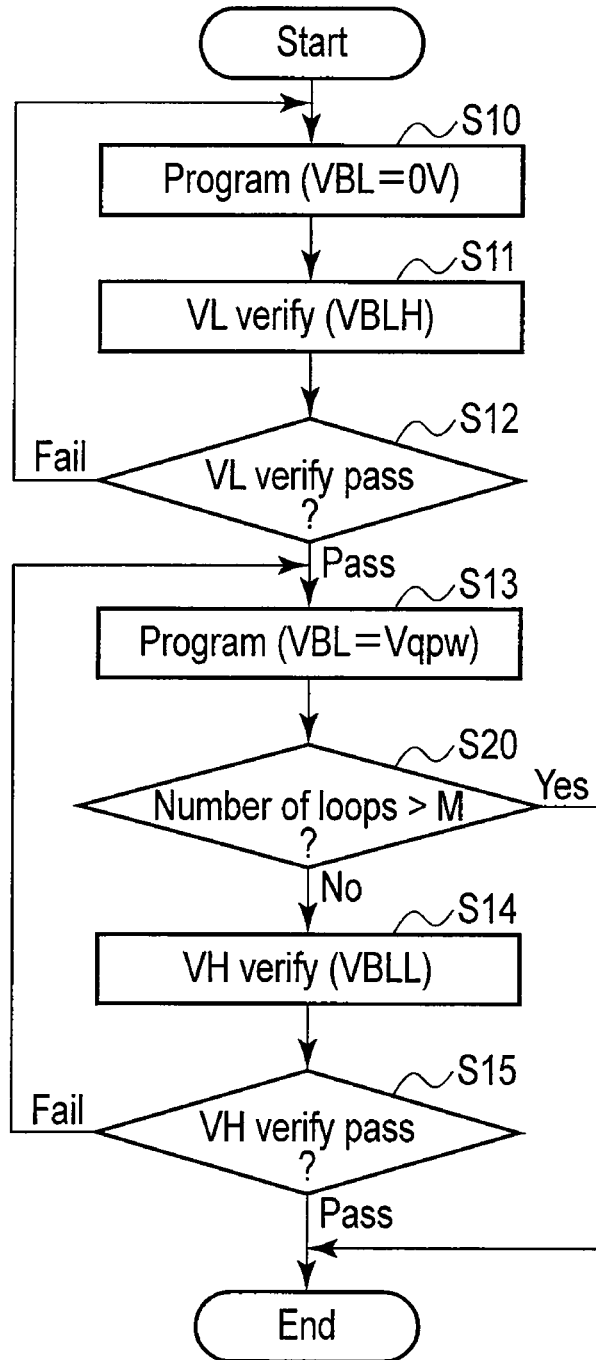 Start
S10
Program (VBL=0V)
S11
VL verify (VBLH)
S12
Fail
VL verify pass
?
Pass
S13
Program (VBL=Vqpw)
S20
Yes
Number of loops > M
?
No
S14
VH verify (VBLL)
S15
Fail
VH verify pass
?
Pass
End